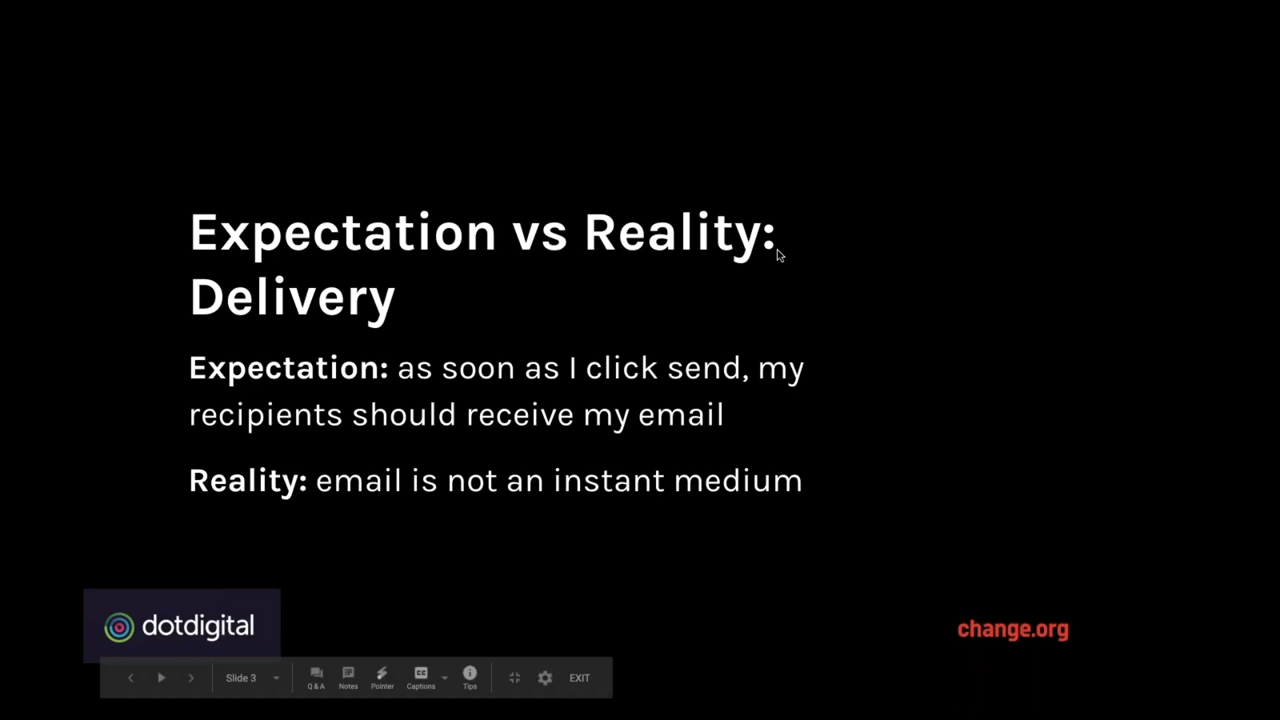 Expectation vs Reality:
Delivery
Expectation: as soon as I click send, my
recipients should receive my email
Reality: email is not an instant medium
dotdigital
change.org
Slide 3
Q & A
Notes
Pointer
CC
Captions
Tips
EXIT